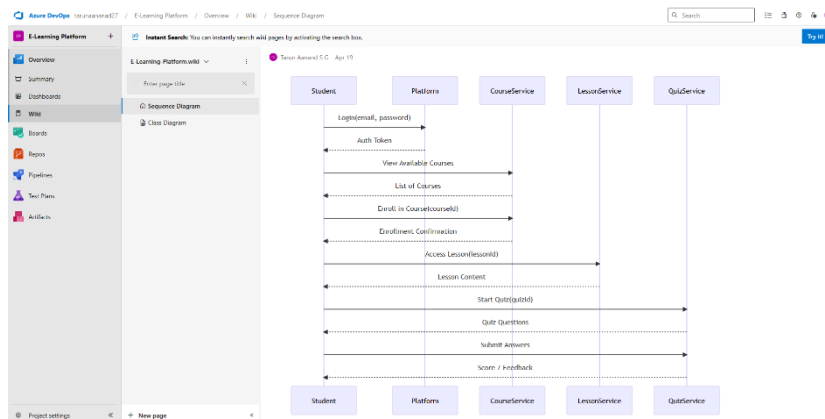 Azure DevOps tarunaanand27 / E-Learning Platform / Overview / Wiki / Sequence Diagram
Search
E-Learning Platform +
Instant Search: You can instantly search wiki pages by activating the search box.
Try it!
Overview
Summary
Dashboards
Wiki
Boards
Repos
Pipelines
Test Plans
Artifacts
Project settings
E-Learning-Platform.wiki
Enter page title
Sequence Diagram
Class Diagram
+ New page
Tarun Aanand S G Apr 19
Student Platform CourseService LessonService QuizService
Login(email, password)
Auth Token
View Available Courses
List of Courses
Enroll in Course(courseId)
Enrollment Confirmation
Access Lesson(lessonId)
Lesson Content
Start Quiz(quizId)
Quiz Questions
Submit Answers
Score / Feedback
Student Platform CourseService LessonService QuizService